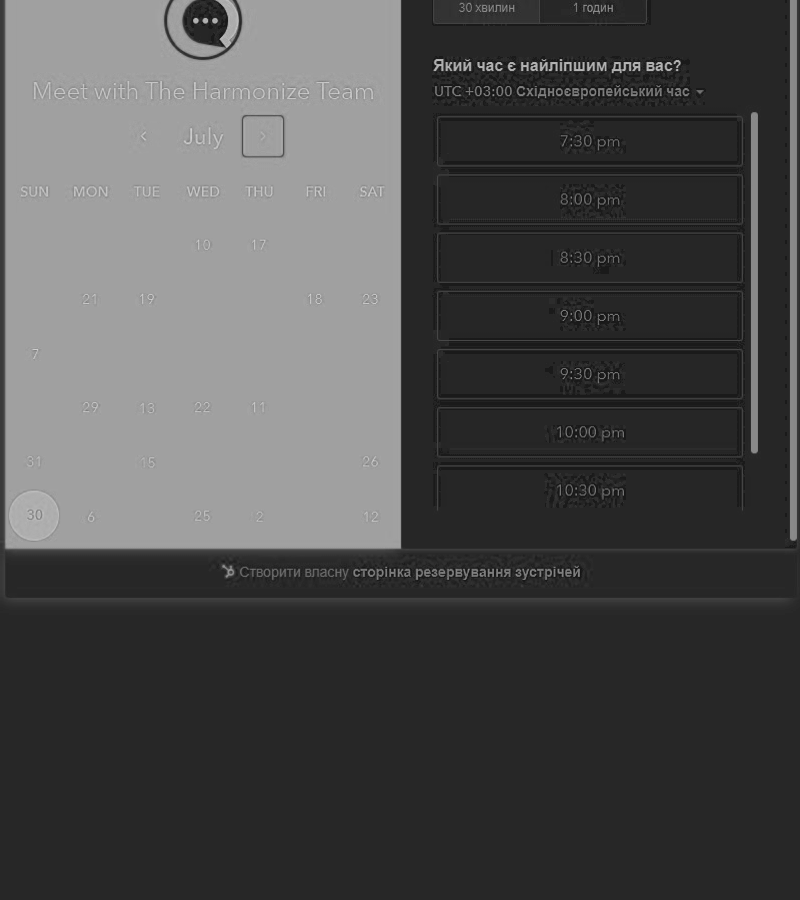 Meet with The Harmonize Team
July
SUN MON TUE WED THU FRI SAT
10 17
21 19 18 23
7
29 13 22 11
31 15 26
30 6 25 2 12
30 хвилин 1 годин
Який час є найліпшим для вас?
UTC +03:00 Східноєвропейський час
7:30 pm
8:00 pm
8:30 pm
9:00 pm
9:30 pm
10:00 pm
10:30 pm
Створити власну сторінка резервування зустрічей